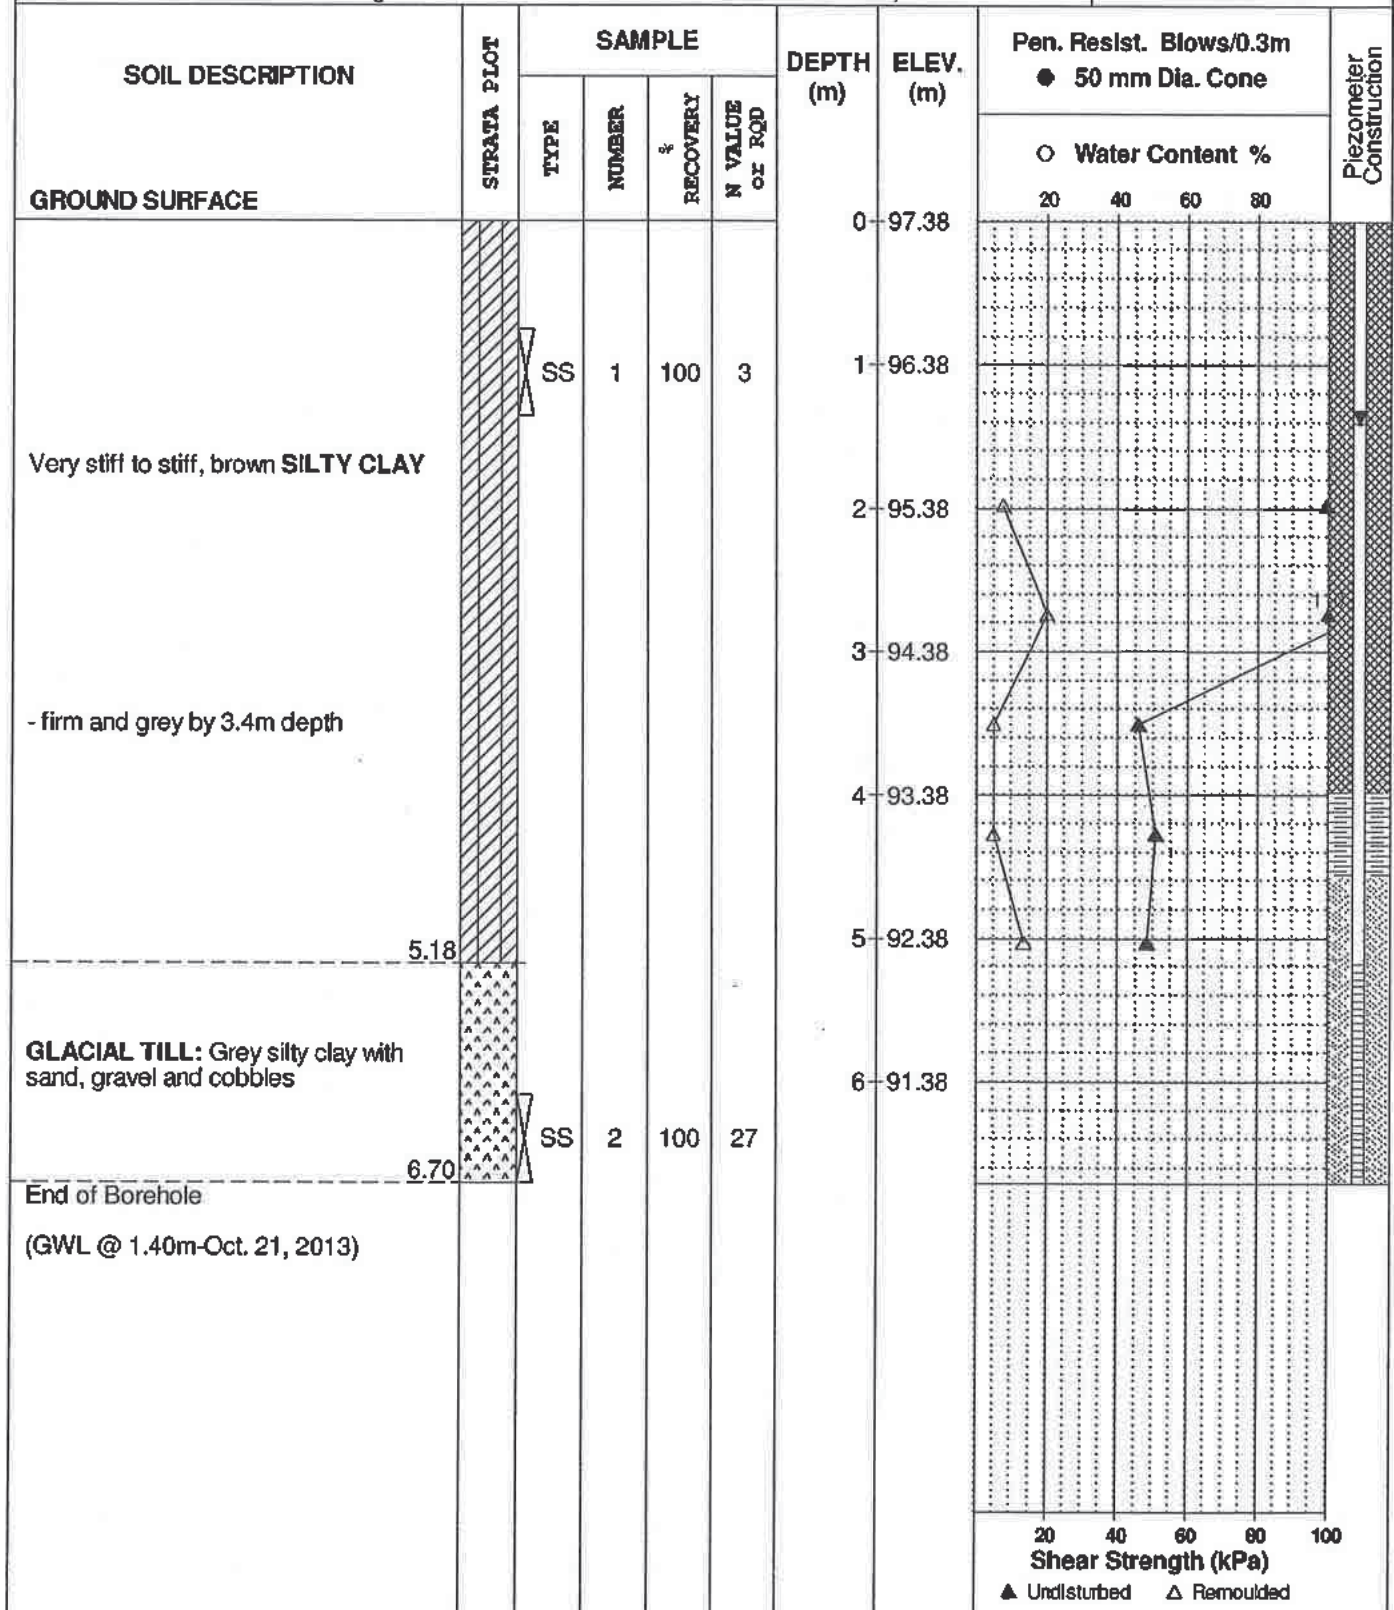 SOIL DESCRIPTION
GROUND SURFACE
STRATA PLOT
SAMPLE
TYPE
NUMBER
% RECOVERY
N VALUE or RQD
DEPTH
(m)
ELEV.
(m)
Pen. Resist. Blows/0.3m
● 50 mm Dia. Cone
○ Water Content %
20 40 60 80
Piezometer
Construction
0 97.38
SS 1 100 3
1 96.38
Very stiff to stiff, brown SILTY CLAY
2 95.38
3 94.38
- firm and grey by 3.4m depth
4 93.38
5.18
5 92.38
GLACIAL TILL: Grey silty clay with
sand, gravel and cobbles
6 91.38
SS 2 100 27
6.70
End of Borehole
(GWL @ 1.40m-Oct. 21, 2013)
20 40 60 80 100
Shear Strength (kPa)
▲ Undisturbed △ Remoulded